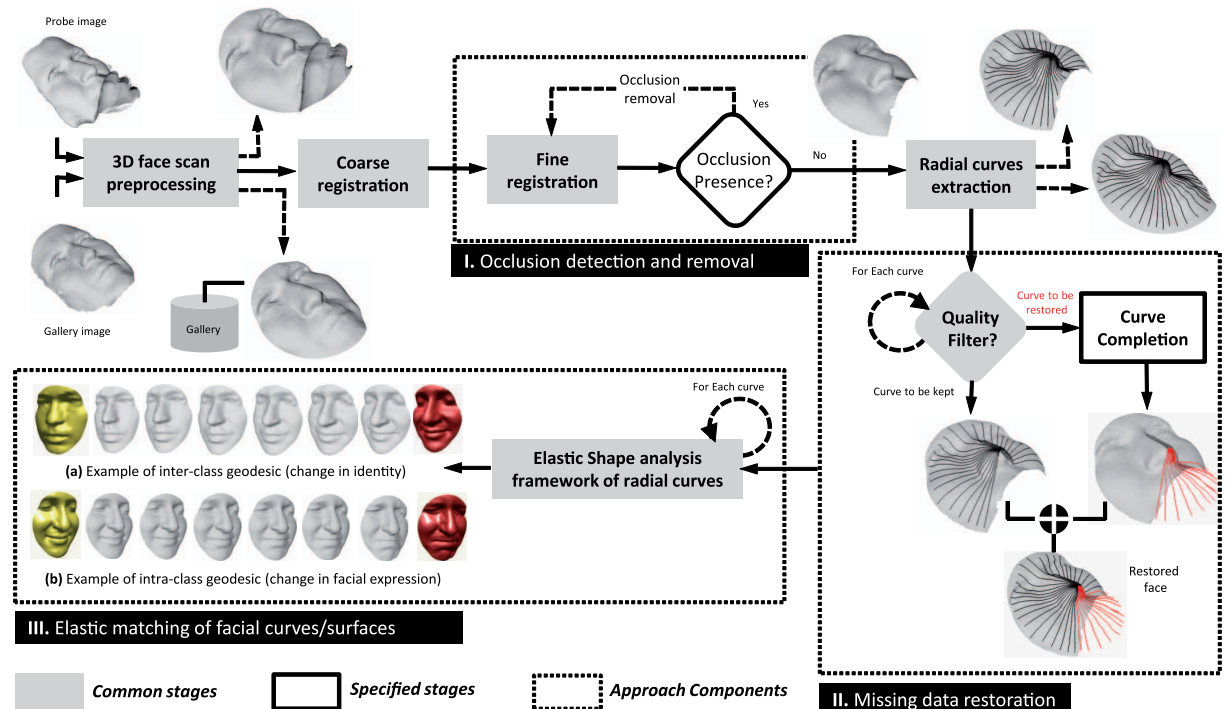 Probe image
3D face scan
preprocessing
Coarse
registration
Gallery image
Gallery
Occlusion
removal
Yes
Fine
registration
Occlusion
Presence?
No
I. Occlusion detection and removal
Radial curves
extraction
For Each curve
Quality
Filter?
Curve to be
restored
Curve
Completion
Curve to be kept
Restored
face
II. Missing data restoration
For Each curve
Elastic Shape analysis
framework of radial curves
(a) Example of inter-class geodesic (change in identity)
(b) Example of intra-class geodesic (change in facial expression)
III. Elastic matching of facial curves/surfaces
Common stages
Specified stages
Approach Components